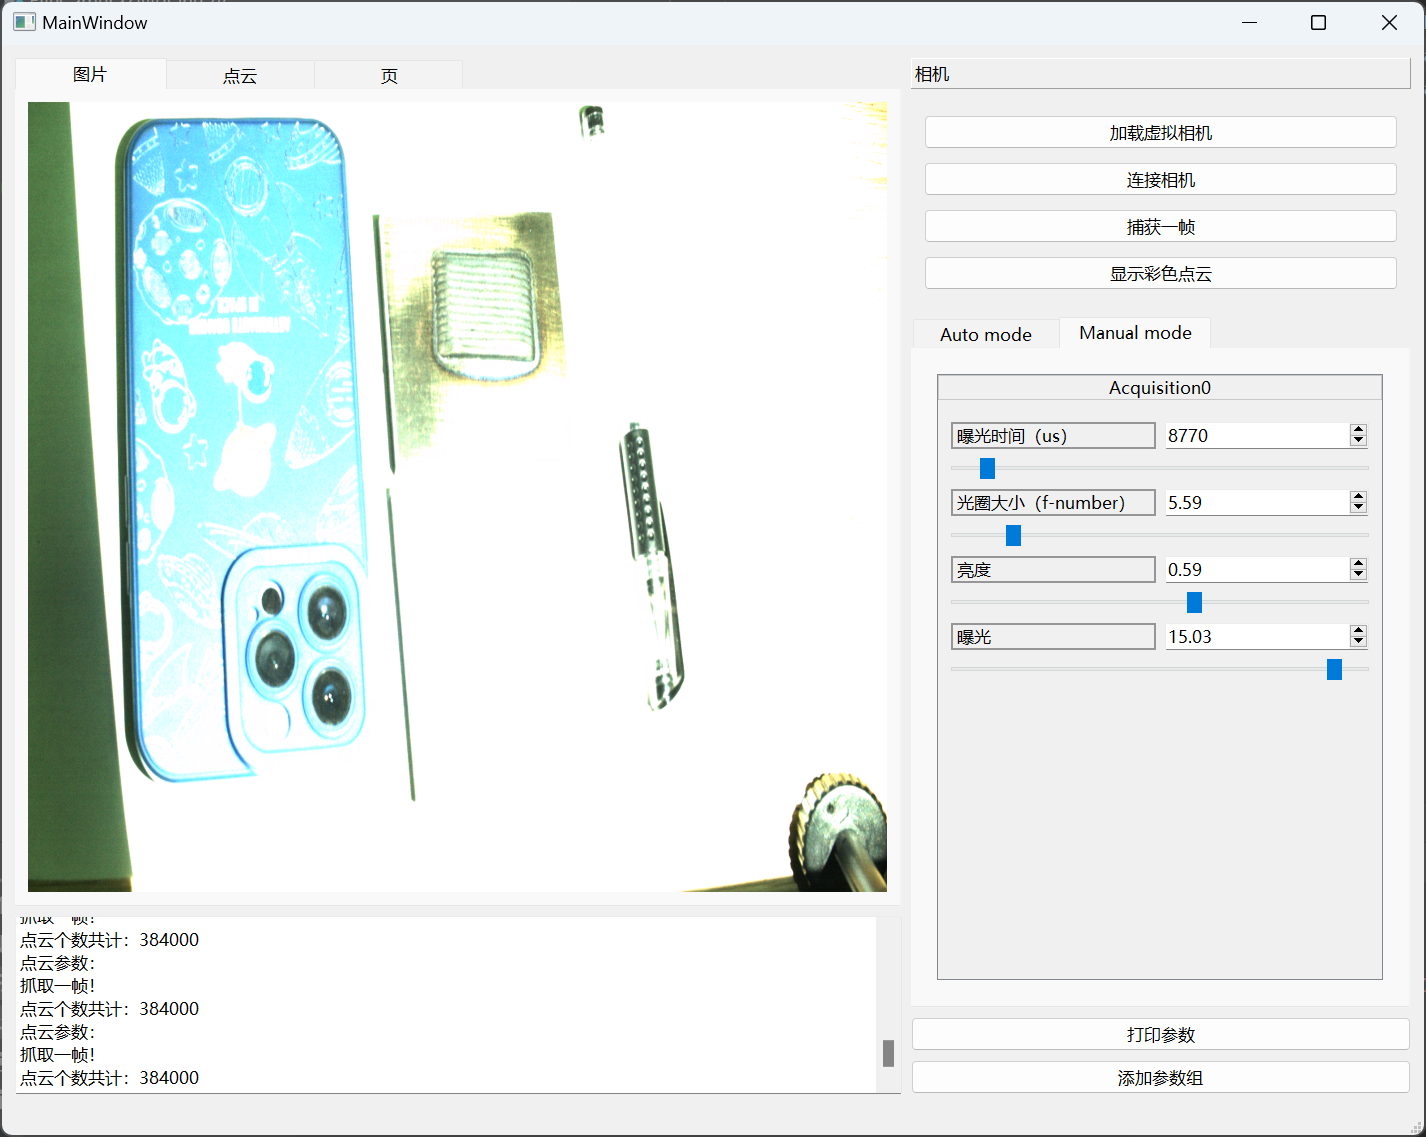 MainWindow
图片
点云
页
相机
加载虚拟相机
连接相机
捕获一帧
显示彩色点云
Auto mode
Manual mode
Acquisition0
曝光时间（us）
8770
光圈大小（f-number）
5.59
亮度
0.59
曝光
15.03
抓取一帧！
点云个数共计：384000
点云参数：
抓取一帧！
点云个数共计：384000
点云参数：
抓取一帧！
点云个数共计：384000
打印参数
添加参数组